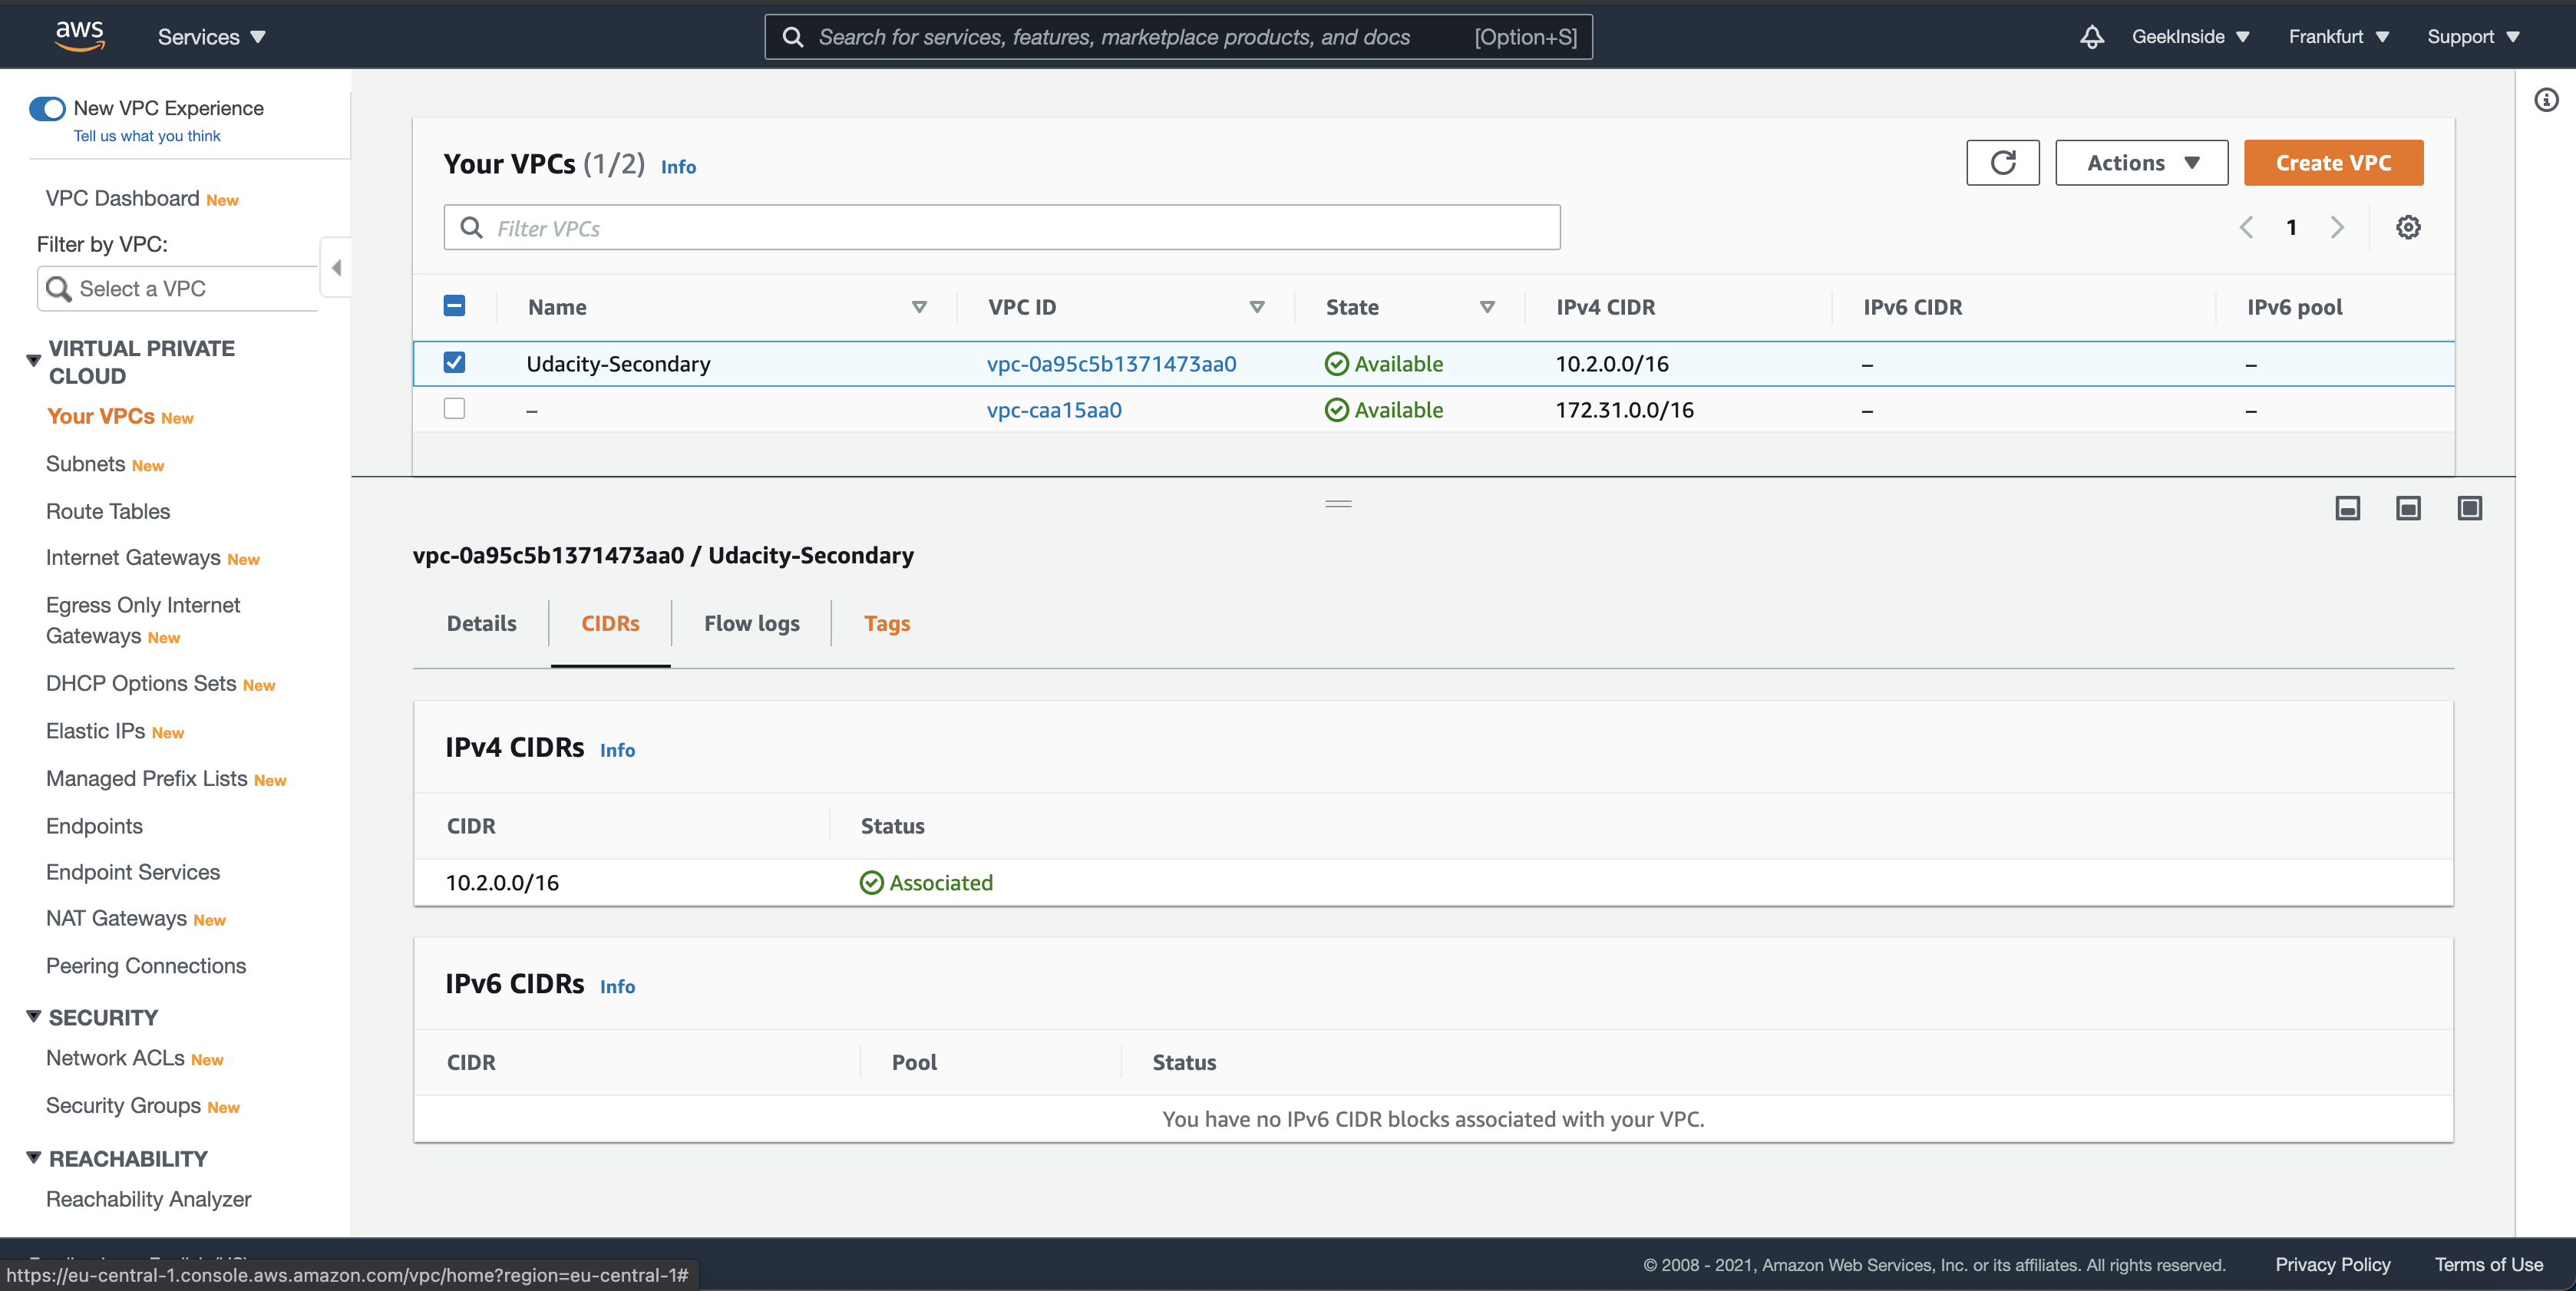 aws
Services
Search for services, features, marketplace products, and docs [Option+S]
GeekInside
Frankfurt
Support
New VPC Experience
Tell us what you think
VPC Dashboard New
Filter by VPC:
Select a VPC
VIRTUAL PRIVATE
CLOUD
Your VPCs New
Subnets New
Route Tables
Internet Gateways New
Egress Only Internet
Gateways New
DHCP Options Sets New
Elastic IPs New
Managed Prefix Lists New
Endpoints
Endpoint Services
NAT Gateways New
Peering Connections
SECURITY
Network ACLs New
Security Groups New
REACHABILITY
Reachability Analyzer
Your VPCs (1/2) Info
Actions
Create VPC
Filter VPCs
1
Name VPC ID State IPv4 CIDR IPv6 CIDR IPv6 pool
Udacity-Secondary vpc-0a95c5b1371473aa0 Available 10.2.0.0/16 – –
– vpc-caa15aa0 Available 172.31.0.0/16 – –
vpc-0a95c5b1371473aa0 / Udacity-Secondary
Details CIDRs Flow logs Tags
IPv4 CIDRs Info
CIDR Status
10.2.0.0/16 Associated
IPv6 CIDRs Info
CIDR Pool Status
You have no IPv6 CIDR blocks associated with your VPC.
https://eu-central-1.console.aws.amazon.com/vpc/home?region=eu-central-1#
© 2008 - 2021, Amazon Web Services, Inc. or its affiliates. All rights reserved. Privacy Policy Terms of Use